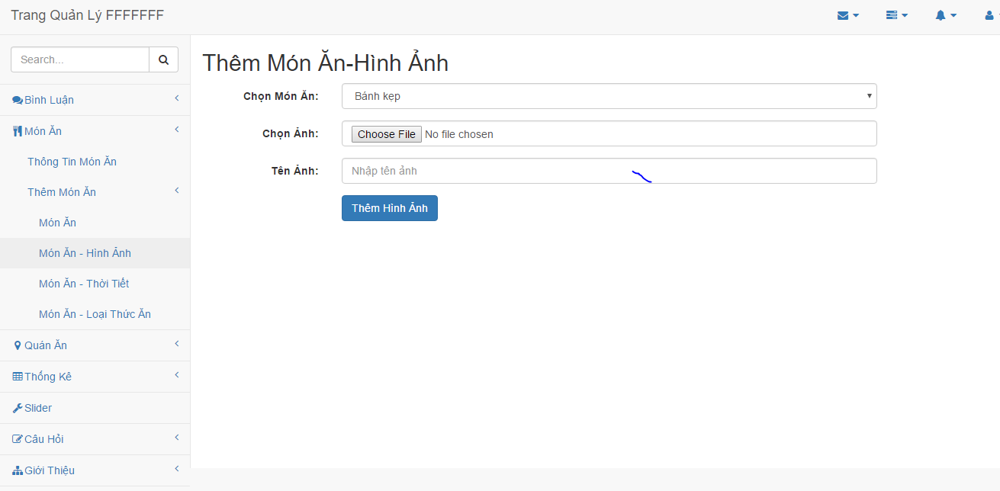 Trang Quản Lý FFFFFFF
Search...
Bình Luận
Món Ăn
Thông Tin Món Ăn
Thêm Món Ăn
Món Ăn
Món Ăn - Hình Ảnh
Món Ăn - Thời Tiết
Món Ăn - Loại Thức Ăn
Quán Ăn
Thống Kê
Slider
Câu Hỏi
Giới Thiệu
Thêm Món Ăn-Hình Ảnh
Chọn Món Ăn: Bánh kẹp
Chọn Ảnh: Choose File No file chosen
Tên Ảnh: Nhập tên ảnh
Thêm Hình Ảnh